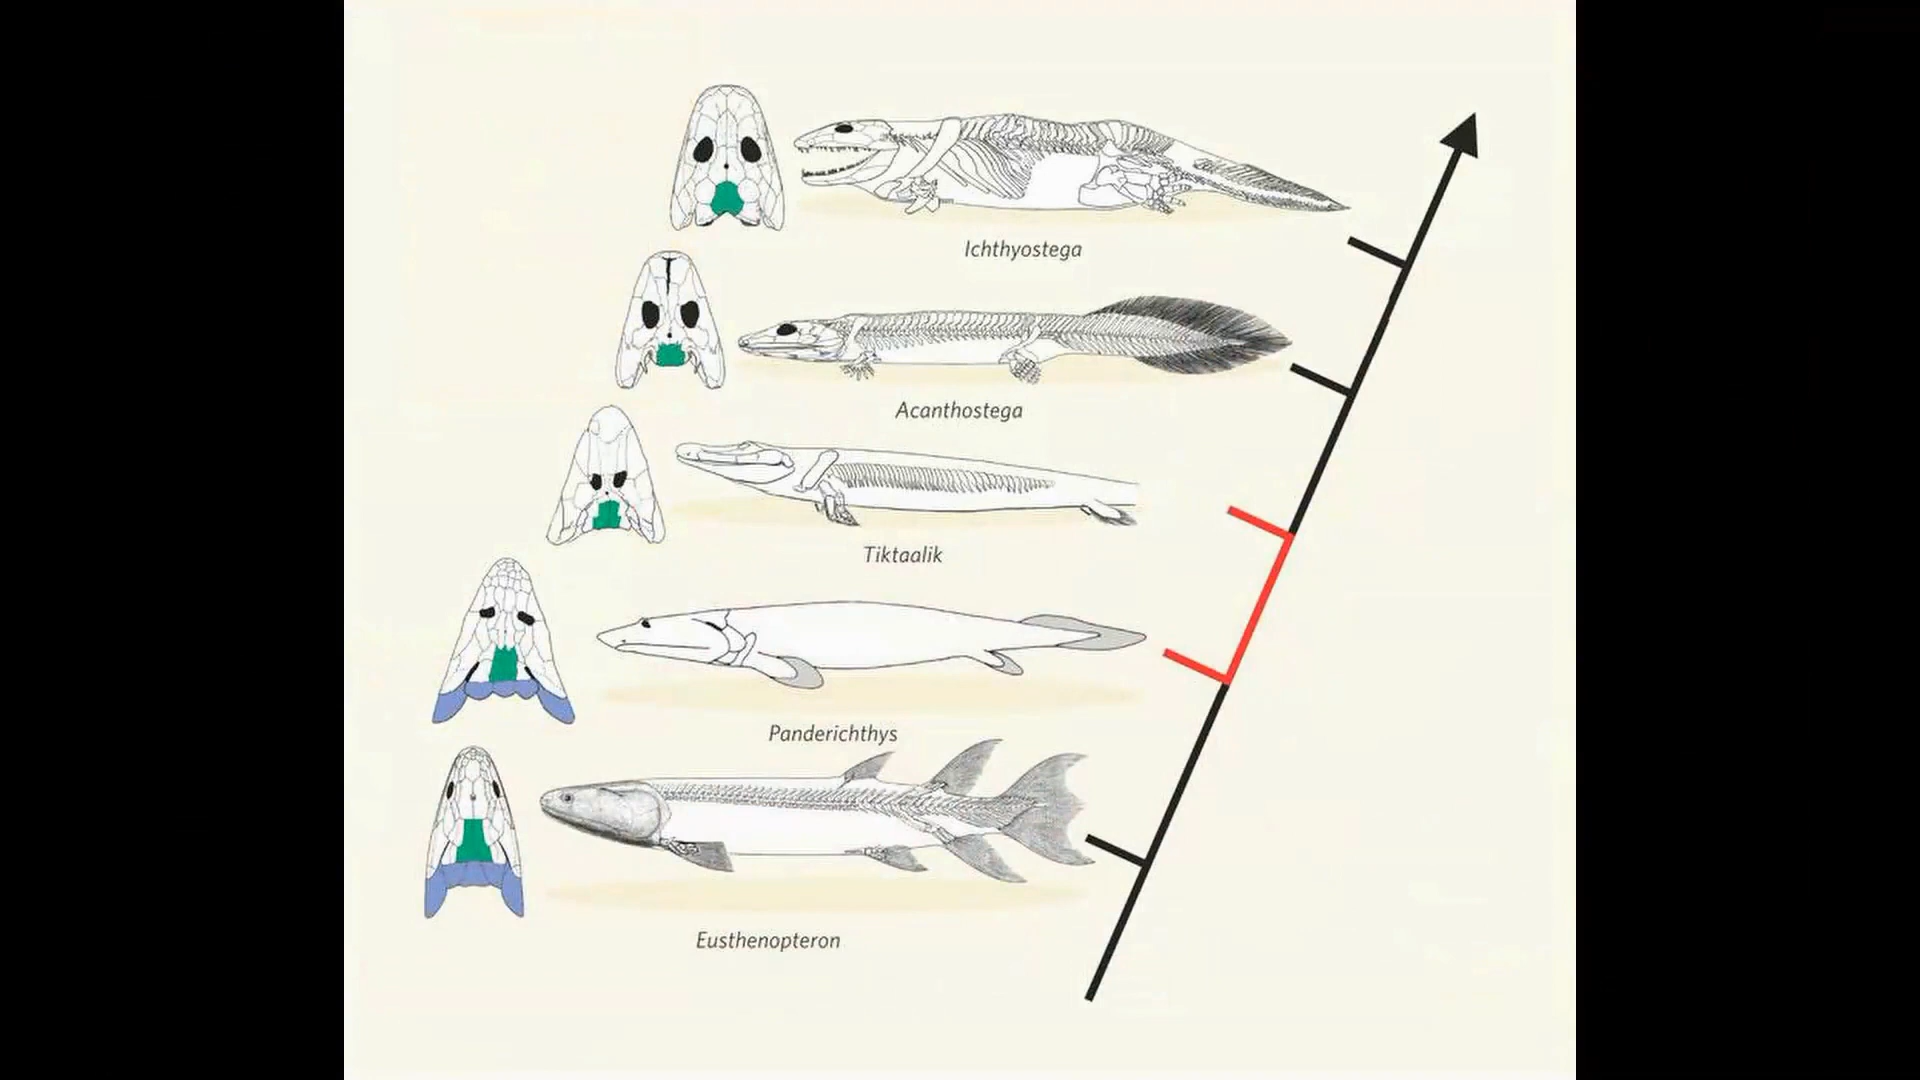 Ichthyostega
Acanthostega
Tiktaalik
Panderichthys
Eusthenopteron